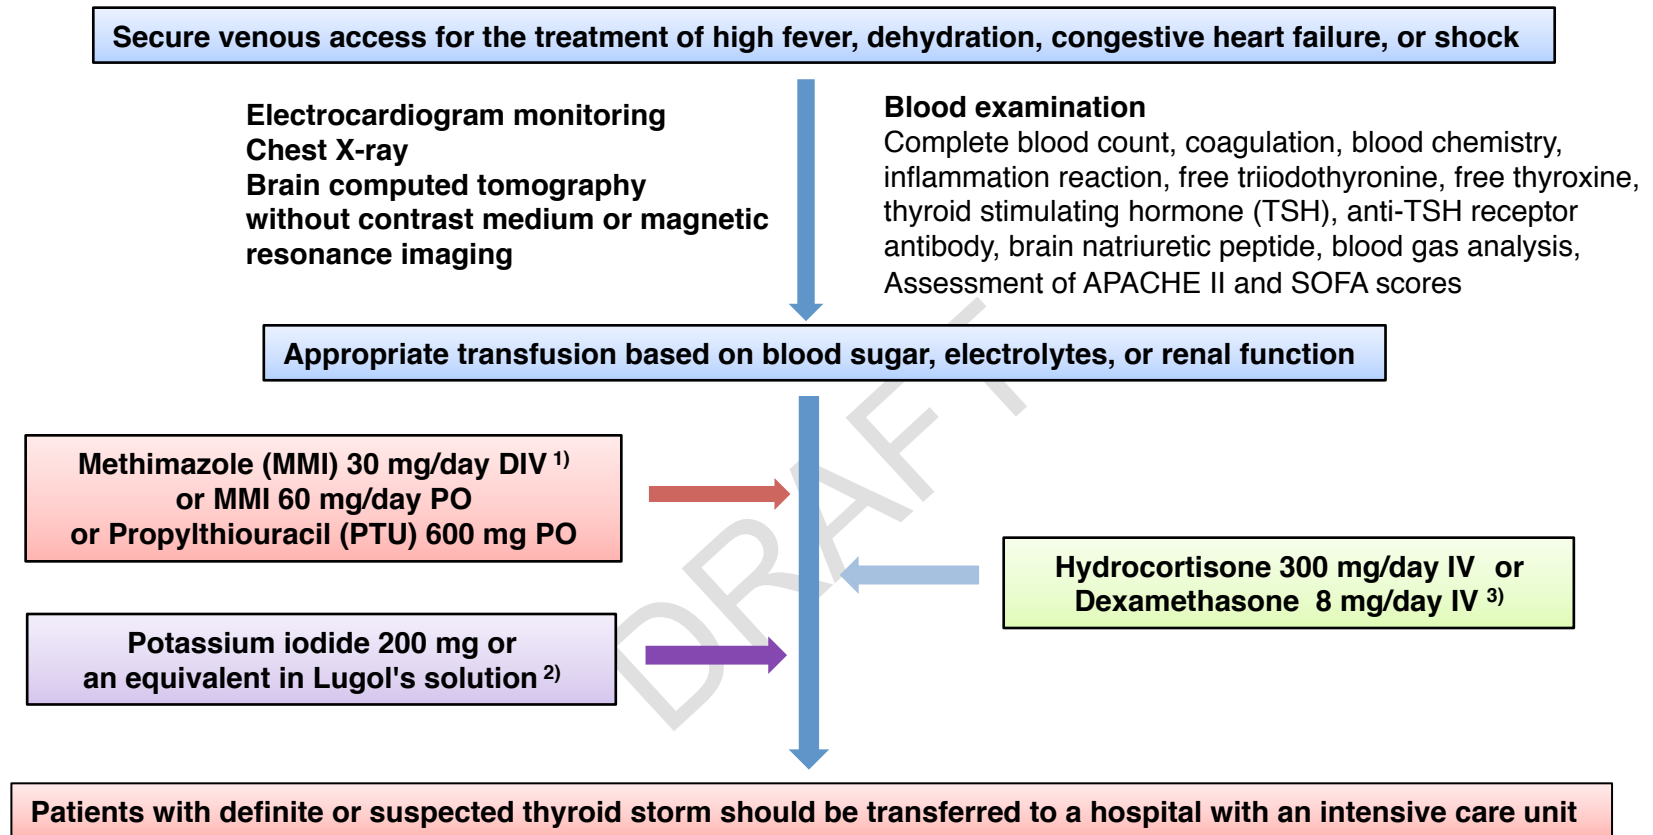 Secure venous access for the treatment of high fever, dehydration, congestive heart failure, or shock
Electrocardiogram monitoring
Chest X-ray
Brain computed tomography
without contrast medium or magnetic
resonance imaging
Blood examination
Complete blood count, coagulation, blood chemistry,
inflammation reaction, free triiodothyronine, free thyroxine,
thyroid stimulating hormone (TSH), anti-TSH receptor
antibody, brain natriuretic peptide, blood gas analysis,
Assessment of APACHE II and SOFA scores
Appropriate transfusion based on blood sugar, electrolytes, or renal function
Methimazole (MMI) 30 mg/day DIV 1)
or MMI 60 mg/day PO
or Propylthiouracil (PTU) 600 mg PO
Hydrocortisone 300 mg/day IV or
Dexamethasone 8 mg/day IV 3)
Potassium iodide 200 mg or
an equivalent in Lugol's solution 2)
DRAFT
Patients with definite or suspected thyroid storm should be transferred to a hospital with an intensive care unit